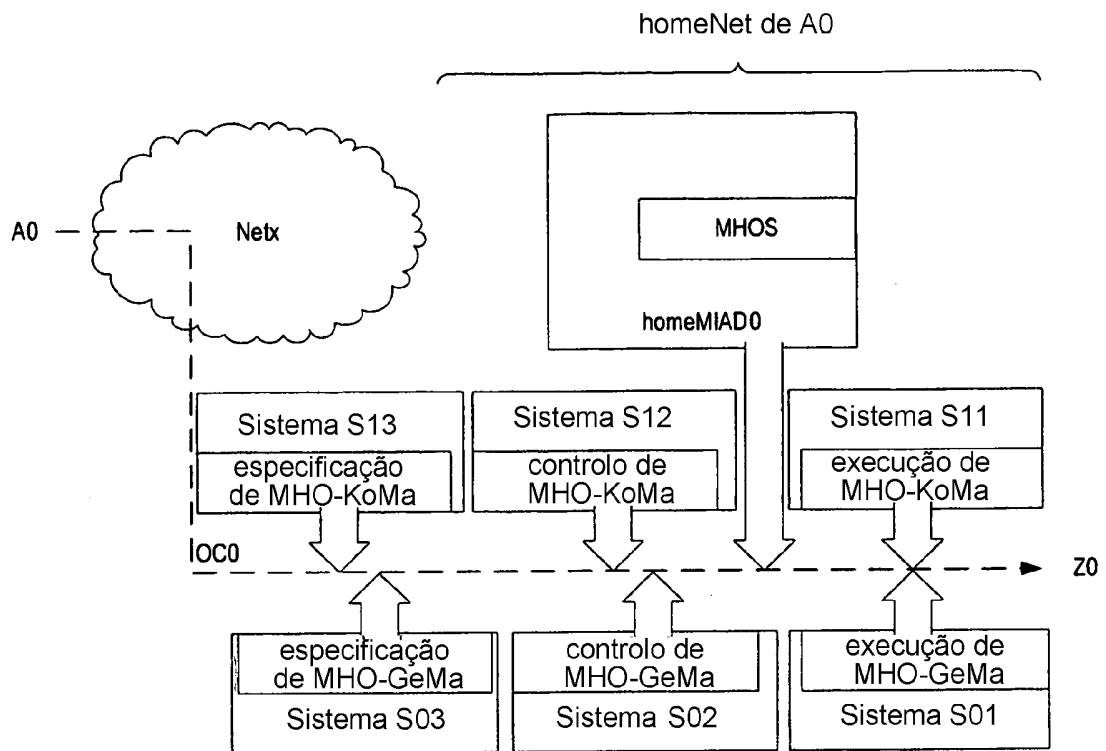 homeNet de A0
A0
Netx
MHOS
homeMIAD0
Sistema S13
especificação
de MHO-KoMa
Sistema S12
controlo de
MHO-KoMa
Sistema S11
execução de
MHO-KoMa
OC0
Z0
especificação
de MHO-GeMa
Sistema S03
controlo de
MHO-GeMa
Sistema S02
execução de
MHO-GeMa
Sistema S01